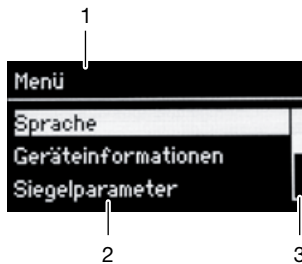 1
Menü
Sprache
Geräteinformationen
Siegelparameter
2
3